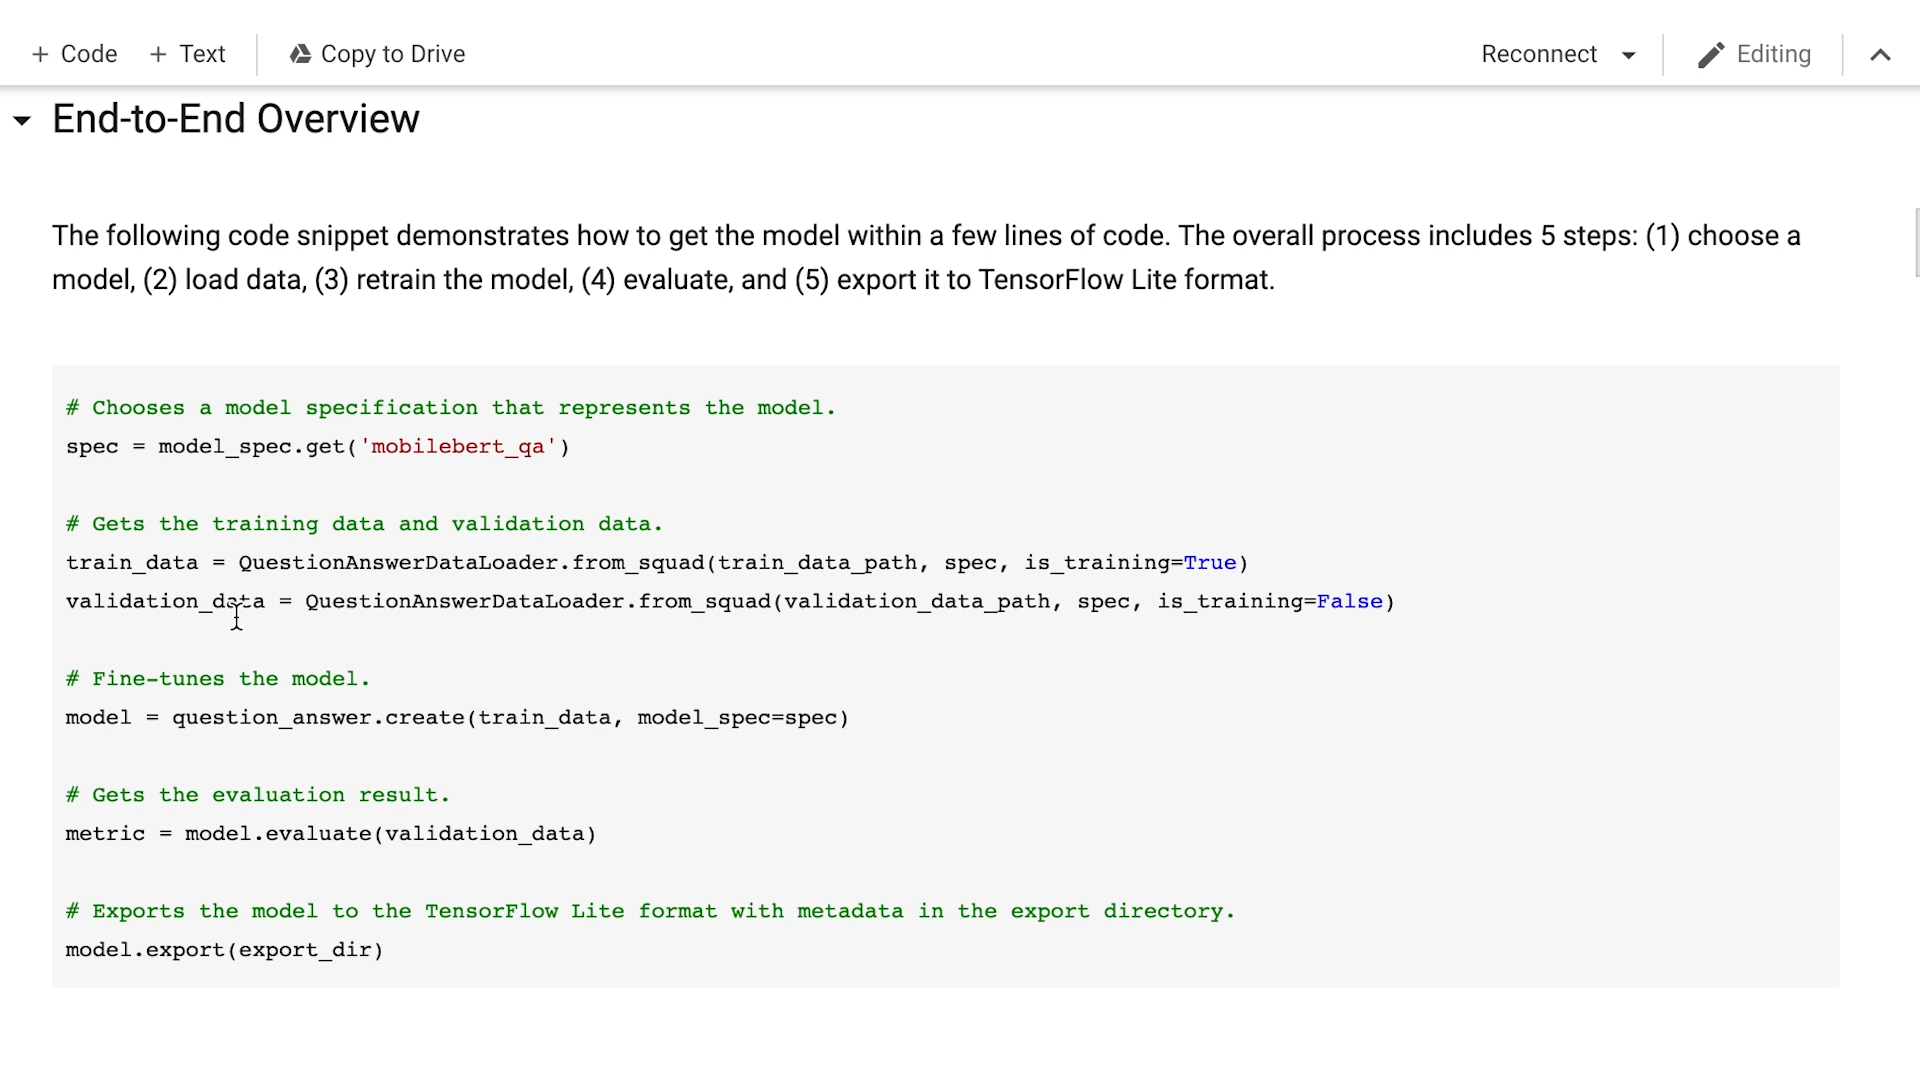 + Code + Text Copy to Drive Reconnect Editing
End-to-End Overview
The following code snippet demonstrates how to get the model within a few lines of code. The overall process includes 5 steps: (1) choose a
model, (2) load data, (3) retrain the model, (4) evaluate, and (5) export it to TensorFlow Lite format.
# Chooses a model specification that represents the model.
spec = model_spec.get('mobilebert_qa')
# Gets the training data and validation data.
train_data = QuestionAnswerDataLoader.from_squad(train_data_path, spec, is_training=True)
validation_data = QuestionAnswerDataLoader.from_squad(validation_data_path, spec, is_training=False)
# Fine-tunes the model.
model = question_answer.create(train_data, model_spec=spec)
# Gets the evaluation result.
metric = model.evaluate(validation_data)
# Exports the model to the TensorFlow Lite format with metadata in the export directory.
model.export(export_dir)